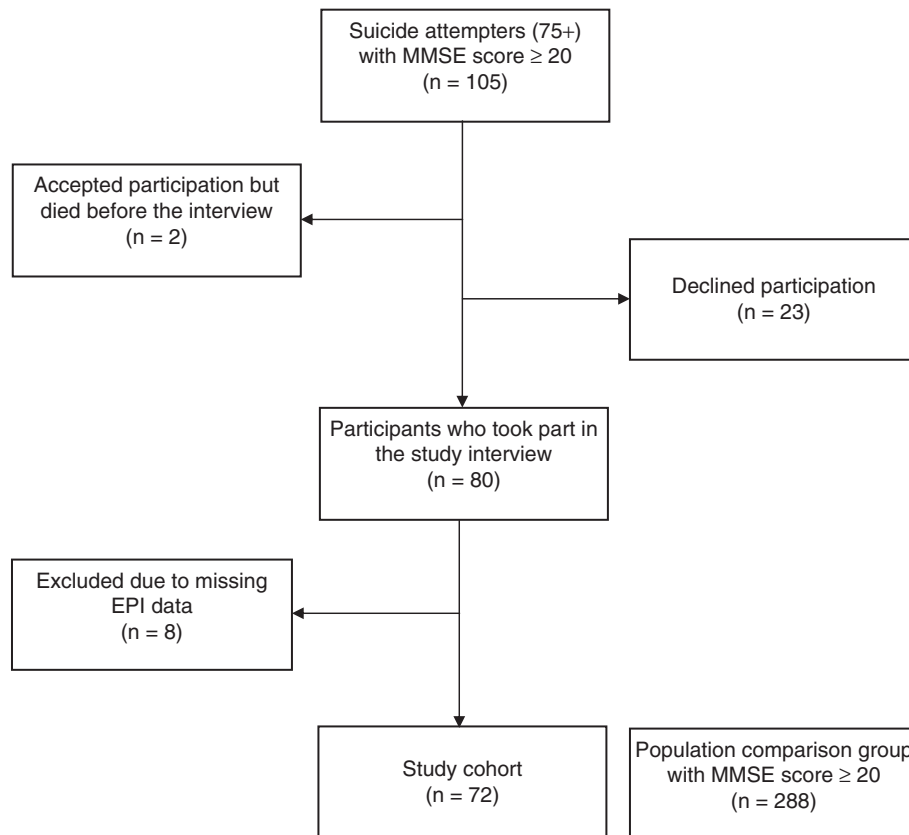 Suicide attempters (75+)
with MMSE score ≥ 20
(n = 105)
Accepted participation but
died before the interview
(n = 2)
Declined participation
(n = 23)
Participants who took part in
the study interview
(n = 80)
Excluded due to missing
EPI data
(n = 8)
Study cohort
(n = 72)
Population comparison group
with MMSE score ≥ 20
(n = 288)